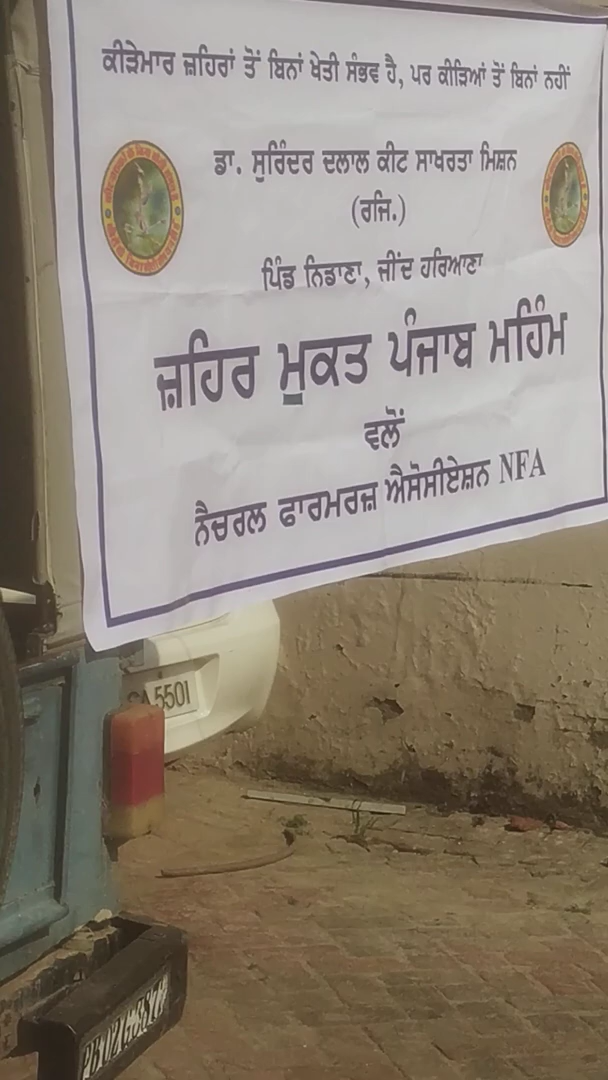 ਕੀੜੇਮਾਰ ਜ਼ਹਿਰਾਂ ਤੋਂ ਬਿਨਾਂ ਖੇਤੀ ਸੰਭਵ ਹੈ, ਪਰ ਕੀੜਿਆਂ ਤੋਂ ਬਿਨਾਂ ਨਹੀਂ
ਡਾ. ਸੁਰਿੰਦਰ ਦਲਾਲ ਕੀਟ ਸਾਖਰਤਾ ਮਿਸ਼ਨ
(ਰਜਿ.)
ਪਿੰਡ ਨਿਡਾਣਾ, ਜੀਂਦ ਹਰਿਆਣਾ
ਜ਼ਹਿਰ ਮੂਕਤ ਪੰਜਾਬ ਮਹਿੰਮ
ਵਲੋਂ
ਨੈਚਰਲ ਫਾਰਮਰਜ਼ ਐਸੋਸੀਏਸ਼ਨ NFA
5501